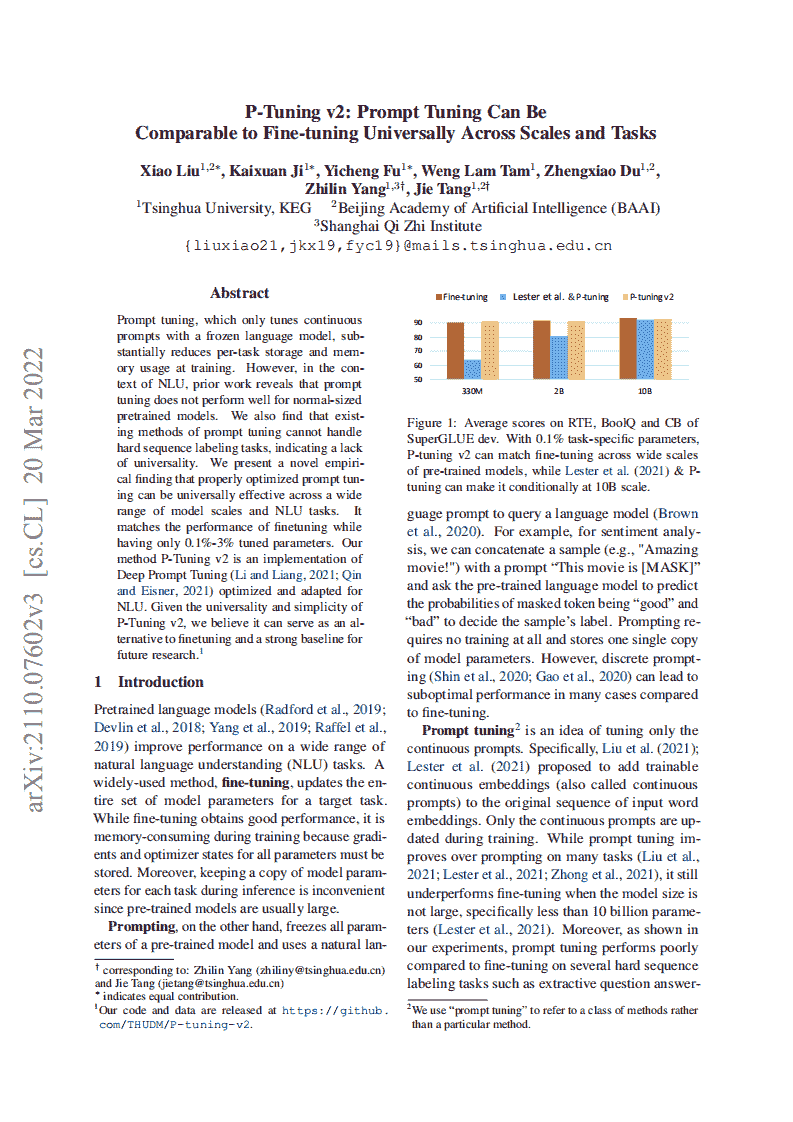 P-Tuning v2: Prompt Tuning Can Be
Comparable to Fine-tuning Universally Across Scales and Tasks
Xiao Liu1,2*, Kaixuan Ji1*, Yicheng Fu1*, Weng Lam Tam1, Zhengxiao Du1,2,
Zhilin Yang1,3†, Jie Tang1,2†
1Tsinghua University, KEG 2Beijing Academy of Artificial Intelligence (BAAI)
3Shanghai Qi Zhi Institute
{liuxiao21,jkx19,fyc19}@mails.tsinghua.edu.cn
arXiv:2110.07602v3 [cs.CL] 20 Mar 2022
Abstract
Prompt tuning, which only tunes continuous
prompts with a frozen language model, sub-
stantially reduces per-task storage and mem-
ory usage at training. However, in the con-
text of NLU, prior work reveals that prompt
tuning does not perform well for normal-sized
pretrained models. We also find that exist-
ing methods of prompt tuning cannot handle
hard sequence labeling tasks, indicating a lack
of universality. We present a novel empiri-
cal finding that properly optimized prompt tun-
ing can be universally effective across a wide
range of model scales and NLU tasks. It
matches the performance of finetuning while
having only 0.1%-3% tuned parameters. Our
method P-Tuning v2 is an implementation of
Deep Prompt Tuning (Li and Liang, 2021; Qin
and Eisner, 2021) optimized and adapted for
NLU. Given the universality and simplicity of
P-Tuning v2, we believe it can serve as an al-
ternative to finetuning and a strong baseline for
future research.1
1 Introduction
Pretrained language models (Radford et al., 2019;
Devlin et al., 2018; Yang et al., 2019; Raffel et al.,
2019) improve performance on a wide range of
natural language understanding (NLU) tasks. A
widely-used method, fine-tuning, updates the en-
tire set of model parameters for a target task.
While fine-tuning obtains good performance, it is
memory-consuming during training because gradi-
ents and optimizer states for all parameters must be
stored. Moreover, keeping a copy of model param-
eters for each task during inference is inconvenient
since pre-trained models are usually large.
Prompting, on the other hand, freezes all param-
eters of a pre-trained model and uses a natural lan-
† corresponding to: Zhilin Yang (zhiliny@tsinghua.edu.cn)
and Jie Tang (jietang@tsinghua.edu.cn)
* indicates equal contribution.
1Our code and data are released at https://github.
com/THUDM/P-tuning-v2.
Fine-tuning Lester et al. & P-tuning P-tuning v2
90
80
70
60
50
330M 2B 10B
Figure 1: Average scores on RTE, BoolQ and CB of
SuperGLUE dev. With 0.1% task-specific parameters,
P-tuning v2 can match fine-tuning across wide scales
of pre-trained models, while Lester et al. (2021) & P-
tuning can make it conditionally at 10B scale.
guage prompt to query a language model (Brown
et al., 2020). For example, for sentiment analy-
sis, we can concatenate a sample (e.g., "Amazing
movie!") with a prompt “This movie is [MASK]”
and ask the pre-trained language model to predict
the probabilities of masked token being “good” and
“bad” to decide the sample’s label. Prompting re-
quires no training at all and stores one single copy
of model parameters. However, discrete prompt-
ing (Shin et al., 2020; Gao et al., 2020) can lead to
suboptimal performance in many cases compared
to fine-tuning.
Prompt tuning2 is an idea of tuning only the
continuous prompts. Specifically, Liu et al. (2021);
Lester et al. (2021) proposed to add trainable
continuous embeddings (also called continuous
prompts) to the original sequence of input word
embeddings. Only the continuous prompts are up-
dated during training. While prompt tuning im-
proves over prompting on many tasks (Liu et al.,
2021; Lester et al., 2021; Zhong et al., 2021), it still
underperforms fine-tuning when the model size is
not large, specifically less than 10 billion parame-
ters (Lester et al., 2021). Moreover, as shown in
our experiments, prompt tuning performs poorly
compared to fine-tuning on several hard sequence
labeling tasks such as extractive question answer-
2We use “prompt tuning” to refer to a class of methods rather
than a particular method.